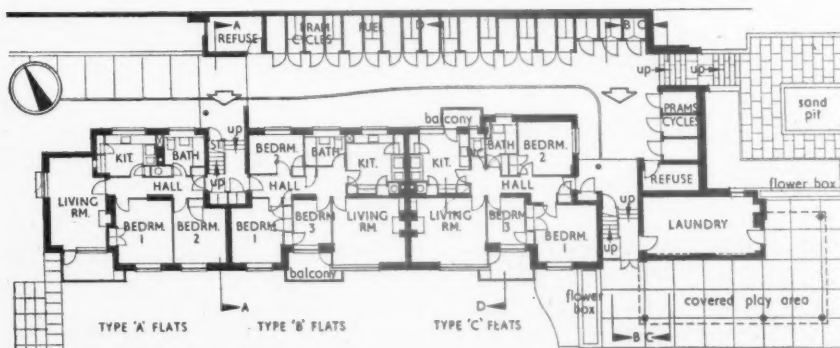 A
REFUSE
PRAM
CYCLES
FUEL
D
B C
up
up
PRAMS
CYCLES
sand
pit
balcony
up
KIT.
BATH
ST.
up
BEDRM.
2
BATH
KIT.
KIT.
W.C.
BATH
BEDRM.
2
REFUSE
flower box
LIVING
RM.
HALL
HALL
HALL
BEDRM.
1
BEDRM.
2
BEDRM.
1
BEDRM.
3
LIVING
RM.
LIVING
RM.
BEDRM.
3
BEDRM.
1
up
up
LAUNDRY
balcony
flower
box
covered play area
A
D
TYPE 'A' FLATS
TYPE 'B' FLATS
TYPE 'C' FLATS
B C